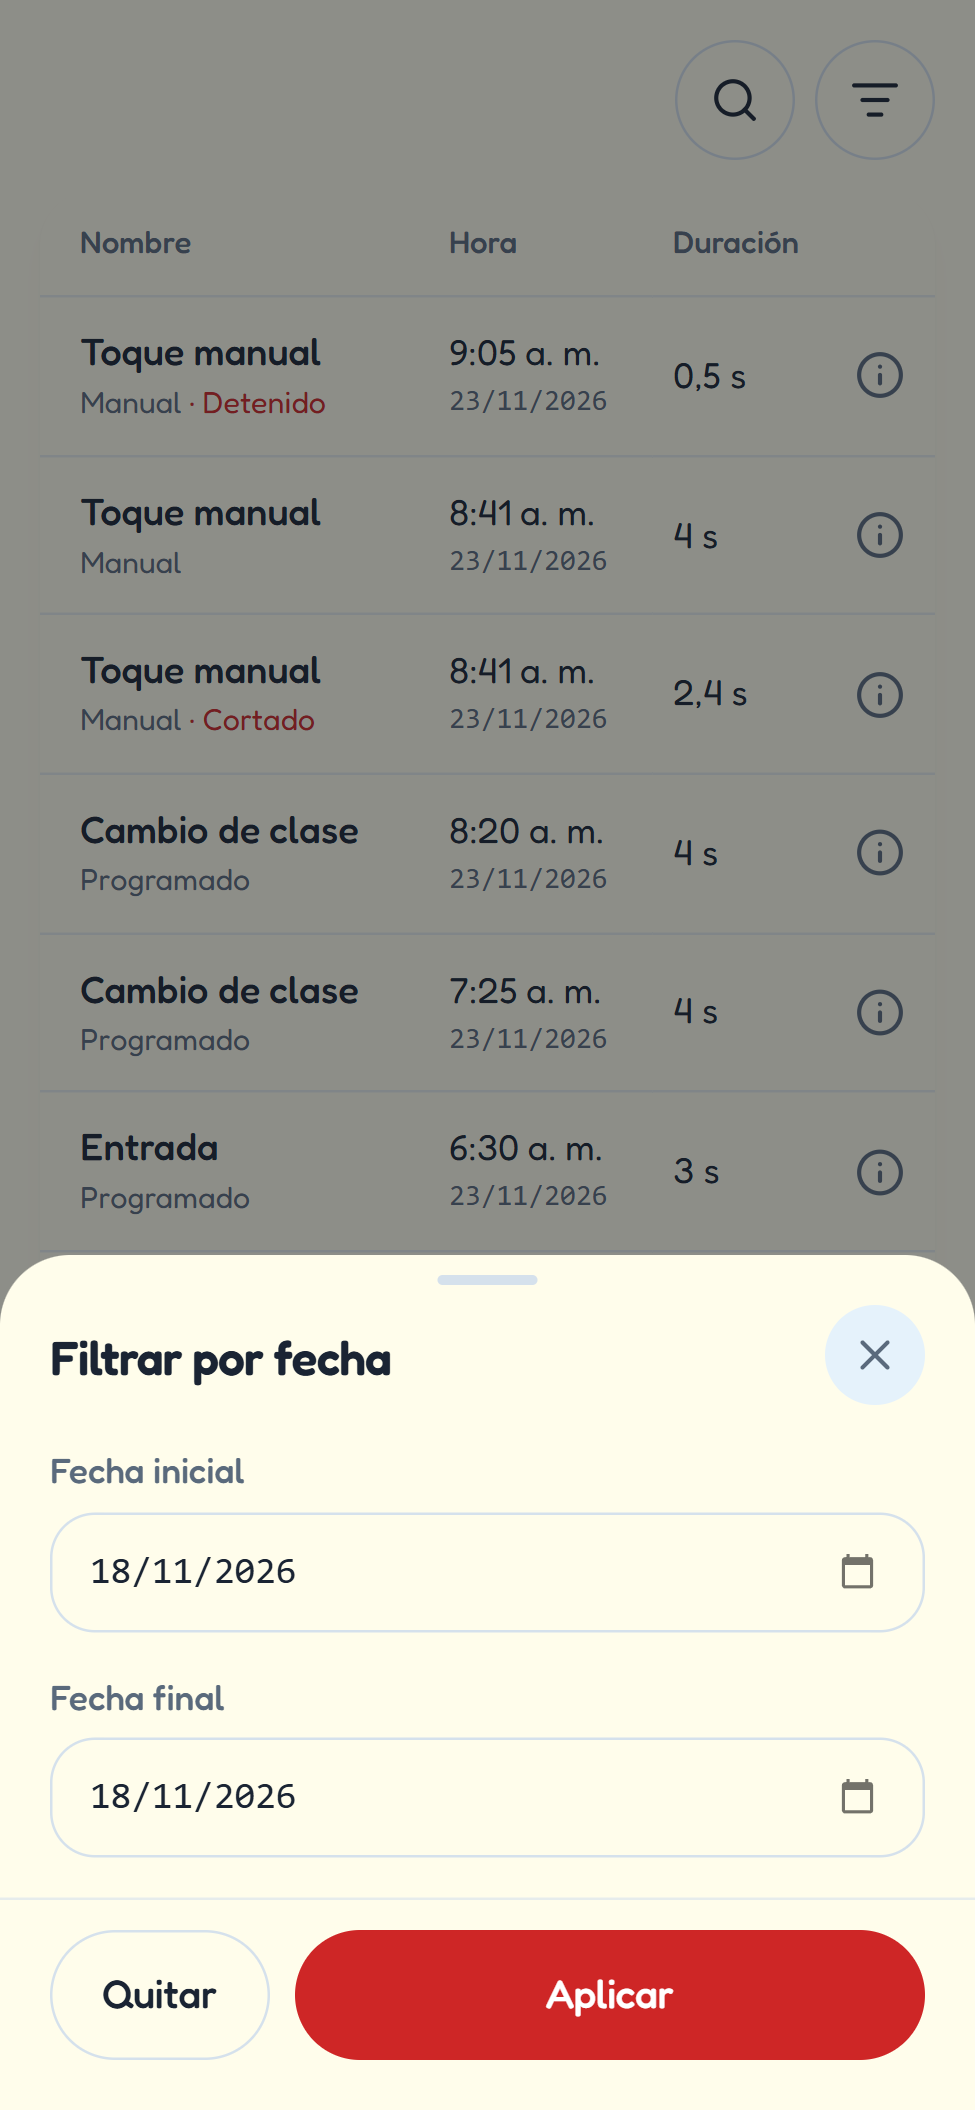 Nombre Hora Duración
Toque manual 9:05 a. m. 0,5 s
Manual · Detenido 23/11/2026
Toque manual 8:41 a. m. 4 s
Manual 23/11/2026
Toque manual 8:41 a. m. 2,4 s
Manual · Cortado 23/11/2026
Cambio de clase 8:20 a. m. 4 s
Programado 23/11/2026
Cambio de clase 7:25 a. m. 4 s
Programado 23/11/2026
Entrada 6:30 a. m. 3 s
Programado 23/11/2026
Filtrar por fecha
Fecha inicial
18/11/2026
Fecha final
18/11/2026
Quitar Aplicar